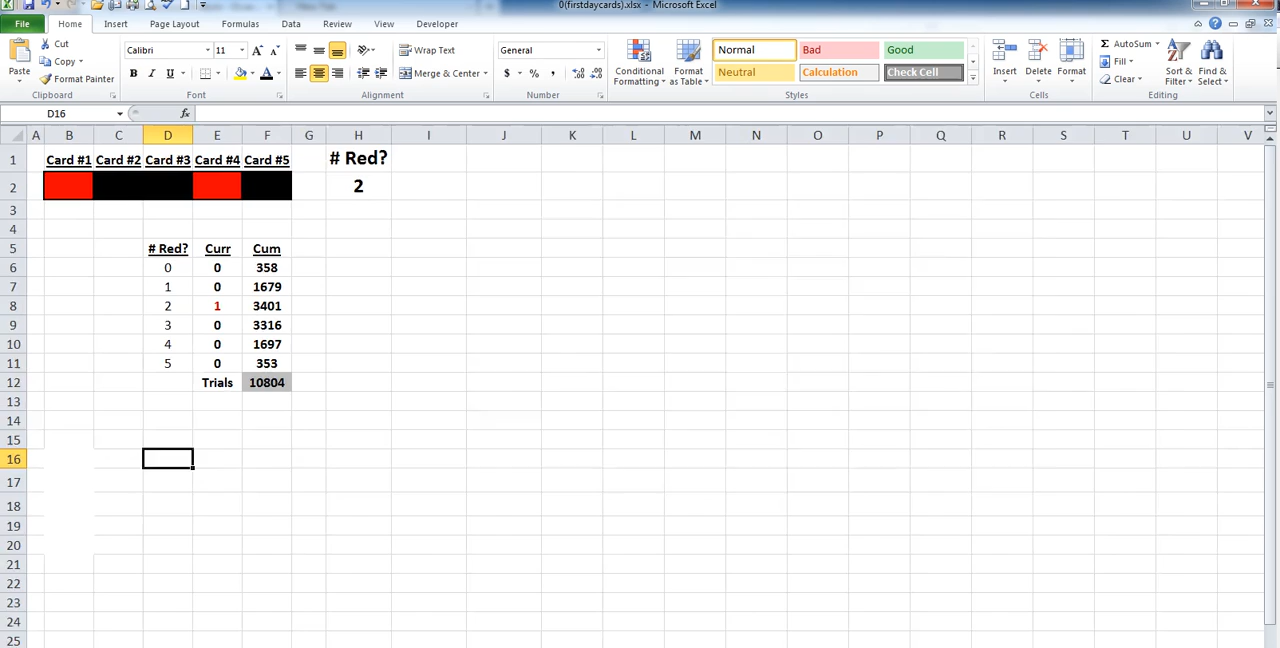 0(firstdaycards).xlsx - Microsoft Excel
File Home Insert Page Layout Formulas Data Review View Developer
Cut Calibri 11 Wrap Text General Normal Bad Good AutoSum
Copy Fill
Paste Format Painter B I U Merge & Center $ % , Conditional Formatting Format as Table Neutral Calculation Check Cell Insert Delete Format Clear Sort & Filter Find & Select
Clipboard Font Alignment Number Styles Cells Editing
D16 fx
A B C D E F G H I J K L M N O P Q R S T U V
1 Card #1 Card #2 Card #3 Card #4 Card #5 # Red?
2 2
3
4
5 # Red? Curr Cum
6 0 0 358
7 1 0 1679
8 2 1 3401
9 3 0 3316
10 4 0 1697
11 5 0 353
12 Trials 10804
13
14
15
16
17
18
19
20
21
22
23
24
25